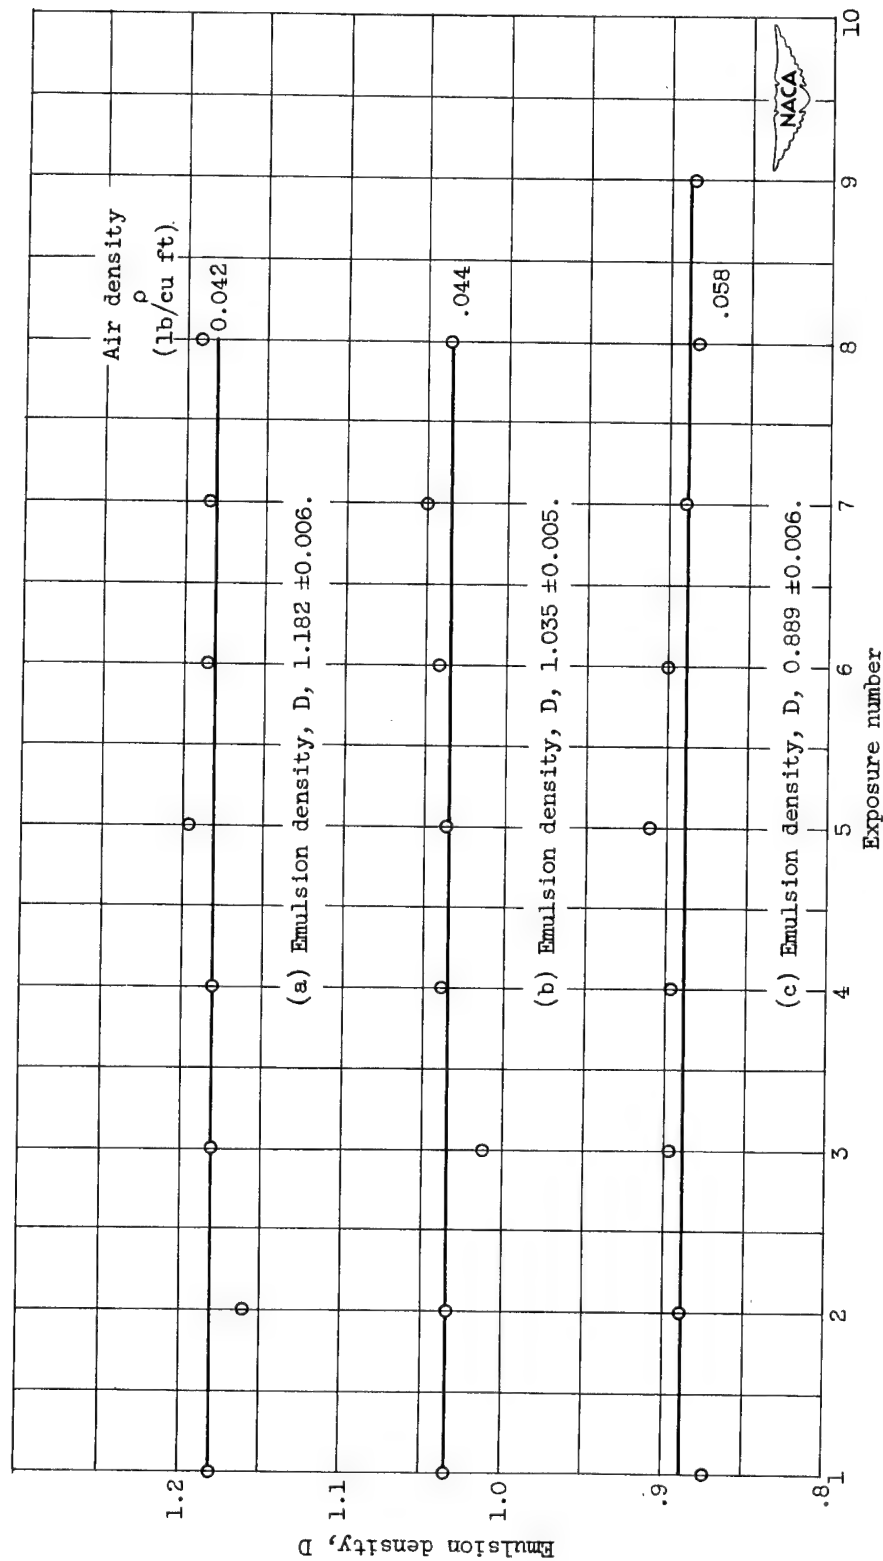 Air density
ρ
(lb/cu ft)
0.042
.044
.058
(a) Emulsion density, D, 1.182 ±0.006.
(b) Emulsion density, D, 1.035 ±0.005.
(c) Emulsion density, D, 0.889 ±0.006.
NACA
1.2
1.1
1.0
.9
.8
Emulsion density, D
1 2 3 4 5 6 7 8 9 10
Exposure number